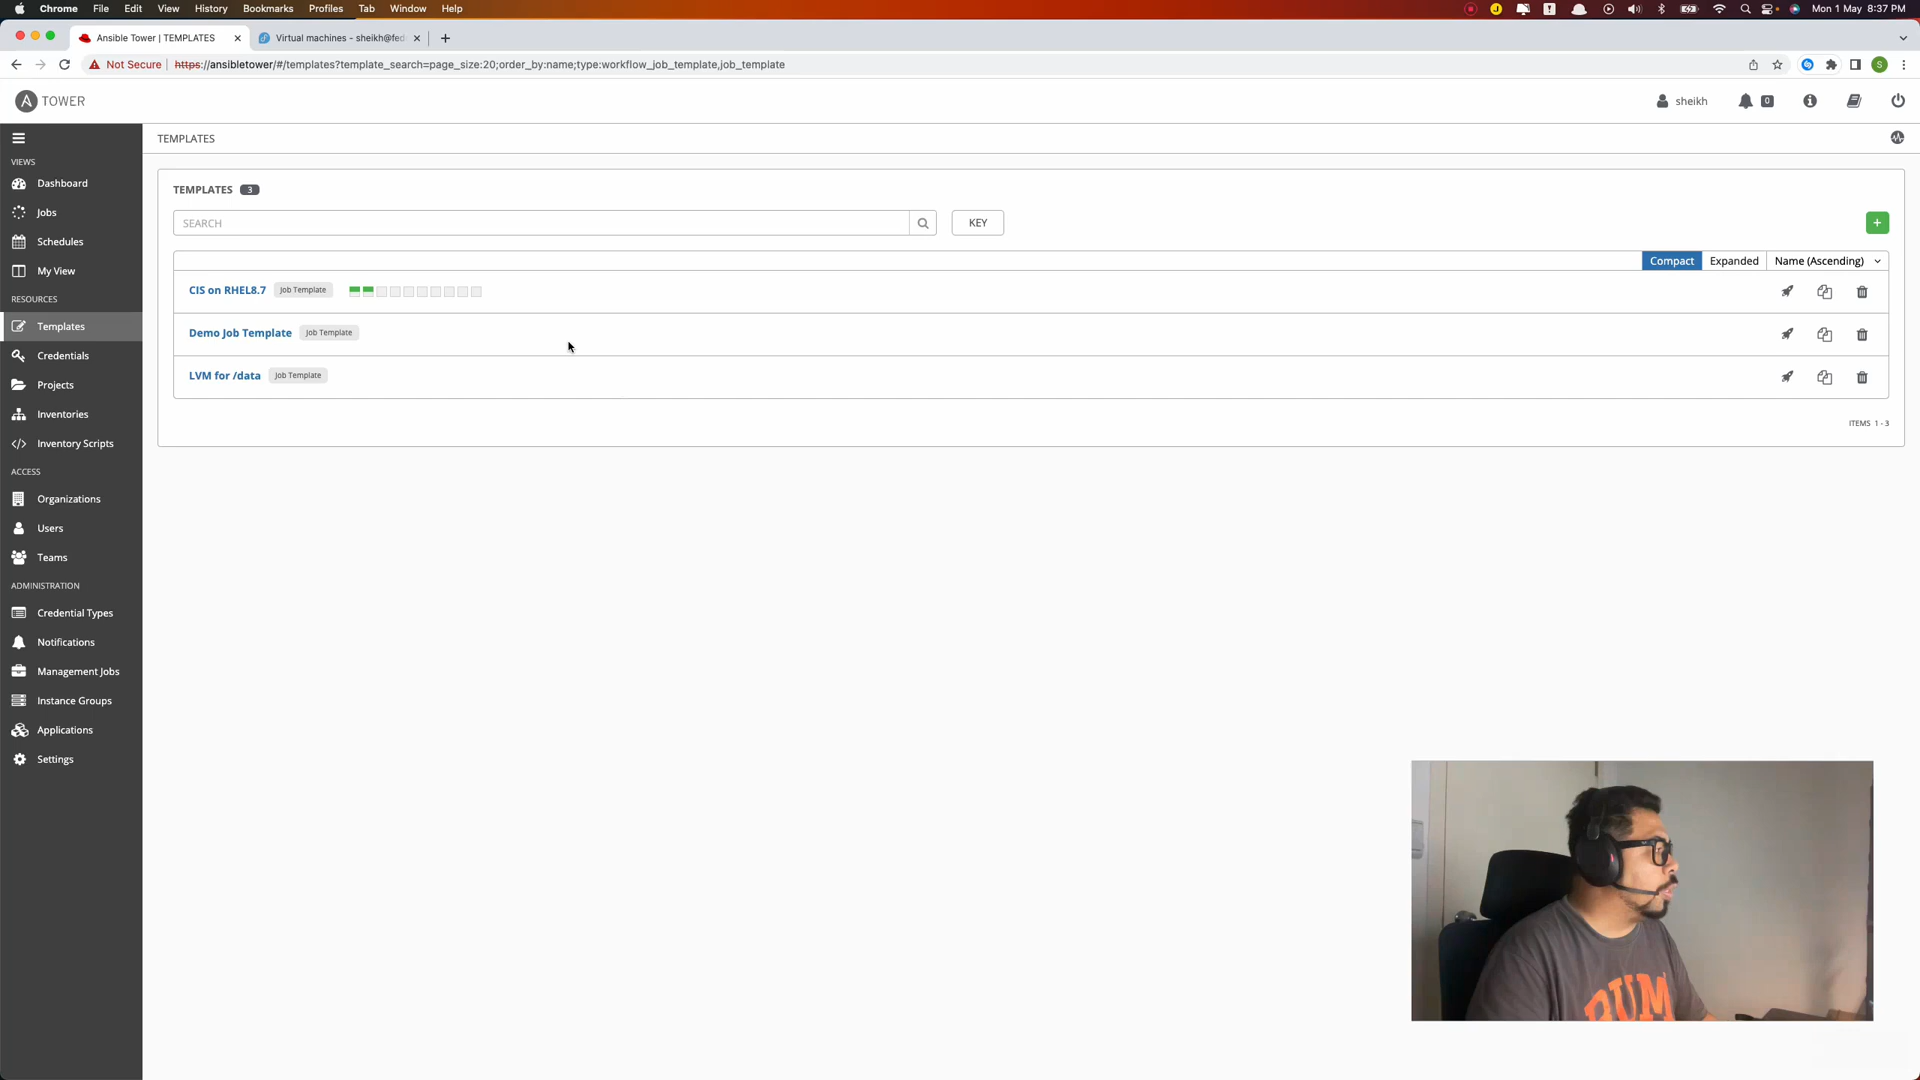 Chrome File Edit View History Bookmarks Profiles Tab Window Help
J
Mon 1 May 8:37 PM
Ansible Tower | TEMPLATES
Virtual machines - sheikh@fed
Not Secure https://ansibletower/#/templates?template_search=page_size:20;order_by:name;type:workflow_job_template,job_template
S
A TOWER
sheikh
0
VIEWS
Dashboard
Jobs
Schedules
My View
RESOURCES
Templates
Credentials
Projects
Inventories
Inventory Scripts
ACCESS
Organizations
Users
Teams
ADMINISTRATION
Credential Types
Notifications
Management Jobs
Instance Groups
Applications
Settings
TEMPLATES
TEMPLATES 3
SEARCH
KEY
+
Compact Expanded Name (Ascending)
CIS on RHEL8.7 Job Template
Demo Job Template Job Template
LVM for /data Job Template
ITEMS 1 - 3
BUM